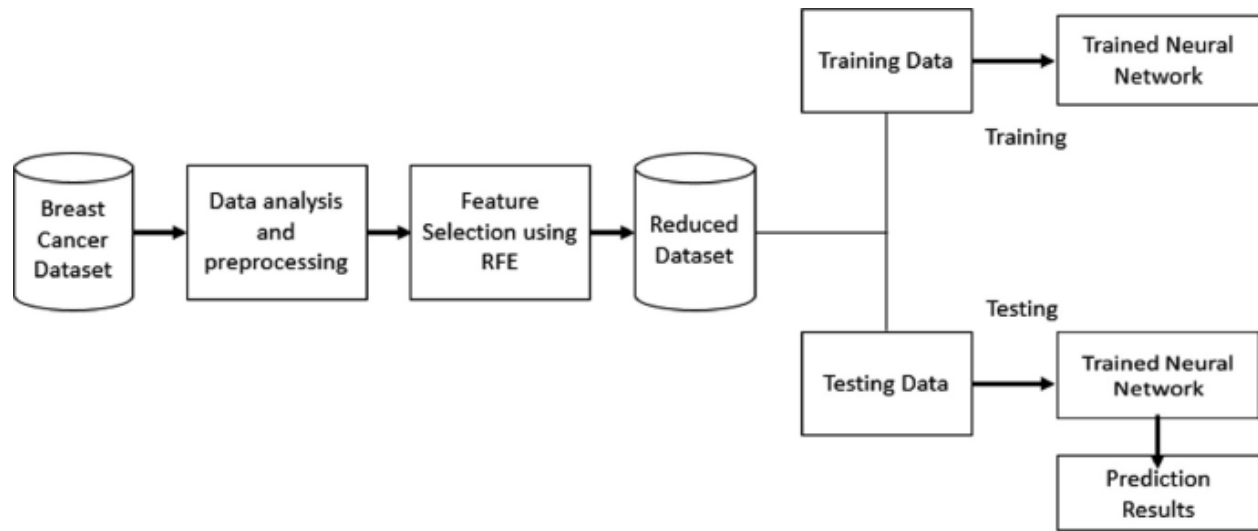 Breast
Cancer
Dataset
Data analysis
and
preprocessing
Feature
Selection using
RFE
Reduced
Dataset
Training Data
Trained Neural
Network
Training
Testing
Testing Data
Trained Neural
Network
Prediction
Results